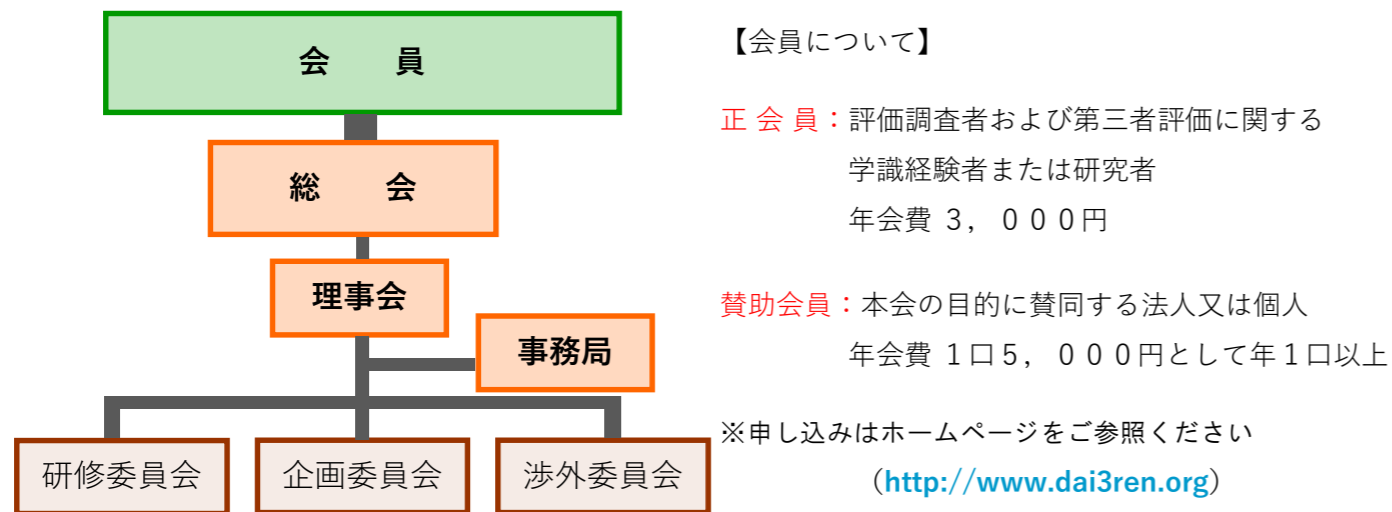 会　員
総　会
理事会
事務局
研修委員会
企画委員会
渉外委員会
【会員について】
正 会 員：評価調査者および第三者評価に関する
学識経験者または研究者
年会費 ３，０００円
賛助会員：本会の目的に賛同する法人又は個人
年会費 １口５，０００円として年１口以上
※申し込みはホームページをご参照ください
（http://www.dai3ren.org）